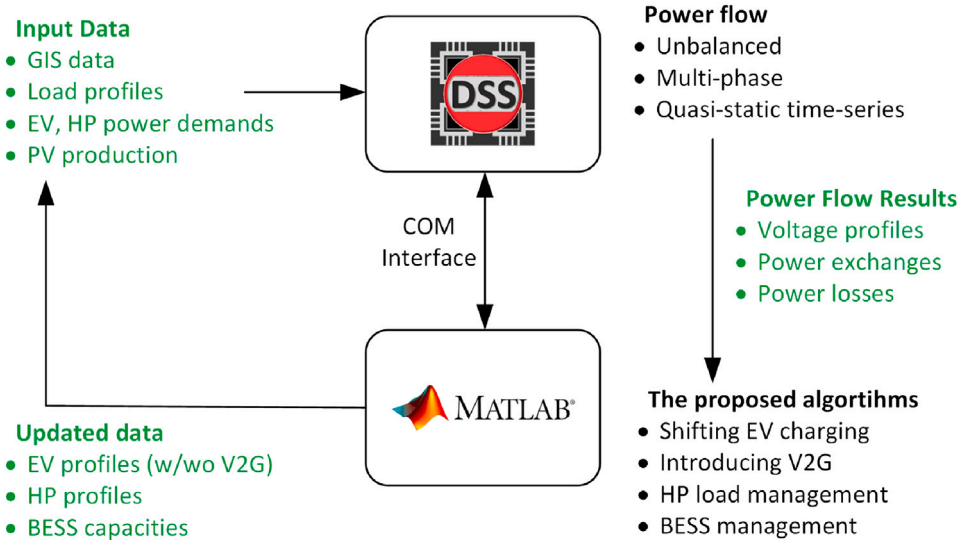 Input Data
• GIS data
• Load profiles
• EV, HP power demands
• PV production
DSS
Power flow
• Unbalanced
• Multi-phase
• Quasi-static time-series
COM
Interface
Power Flow Results
• Voltage profiles
• Power exchanges
• Power losses
MATLAB®
Updated data
• EV profiles (w/wo V2G)
• HP profiles
• BESS capacities
The proposed algortihms
• Shifting EV charging
• Introducing V2G
• HP load management
• BESS management